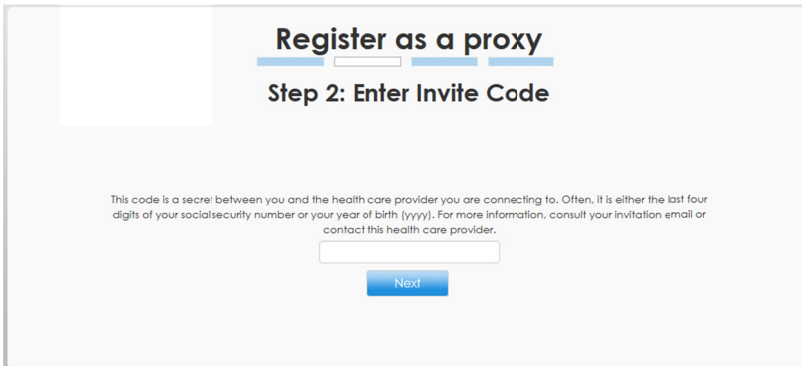 Register as a proxy
Step 2: Enter Invite Code
This code is a secret between you and the health care provider you are connecting to. Often, it is either the last four
digits of your social security number or your year of birth (yyyy). For more information, consult your invitation email or
contact this health care provider.
Next